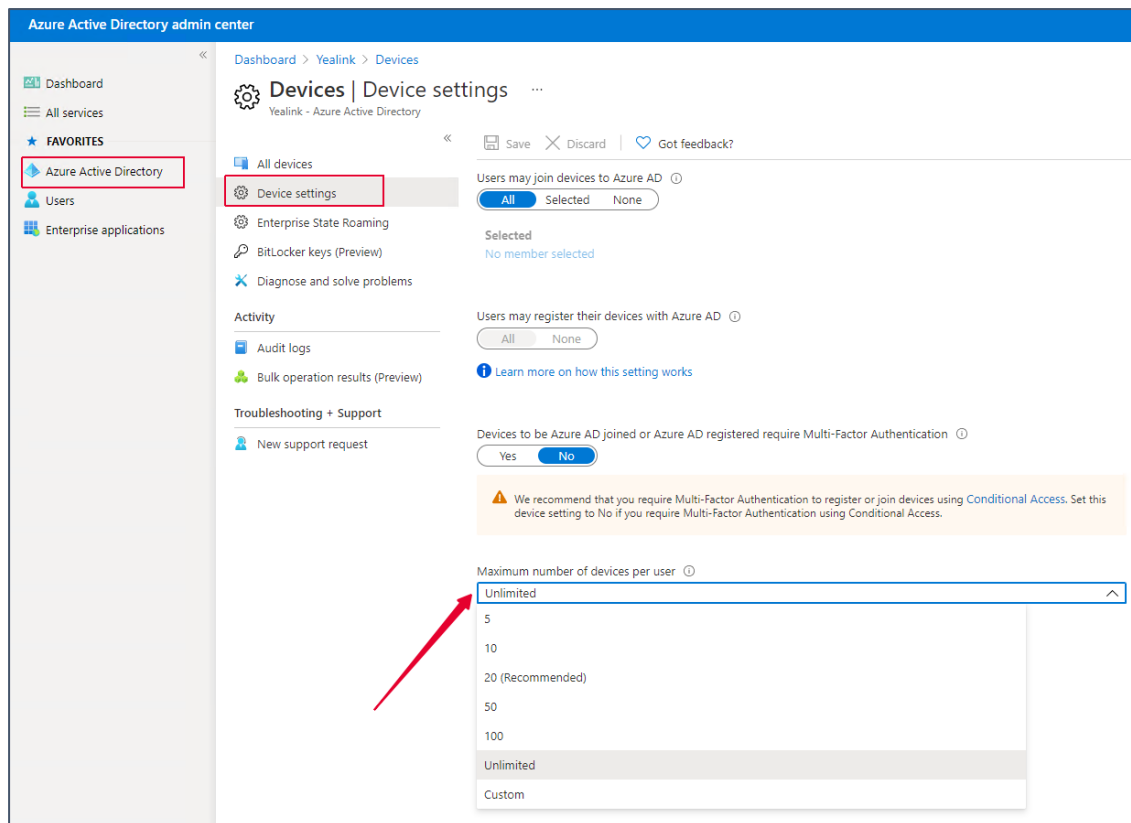 Azure Active Directory admin center
«
Dashboard
All services
FAVORITES
Azure Active Directory
Users
Enterprise applications
Dashboard > Yealink > Devices
Devices | Device settings ...
Yealink - Azure Active Directory
«
All devices
Device settings
Enterprise State Roaming
BitLocker keys (Preview)
Diagnose and solve problems
Activity
Audit logs
Bulk operation results (Preview)
Troubleshooting + Support
New support request
Save Discard Got feedback?
Users may join devices to Azure AD
All Selected None
Selected
No member selected
Users may register their devices with Azure AD
All None
Learn more on how this setting works
Devices to be Azure AD joined or Azure AD registered require Multi-Factor Authentication
Yes No
We recommend that you require Multi-Factor Authentication to register or join devices using Conditional Access. Set this
device setting to No if you require Multi-Factor Authentication using Conditional Access.
Maximum number of devices per user
Unlimited
5
10
20 (Recommended)
50
100
Unlimited
Custom